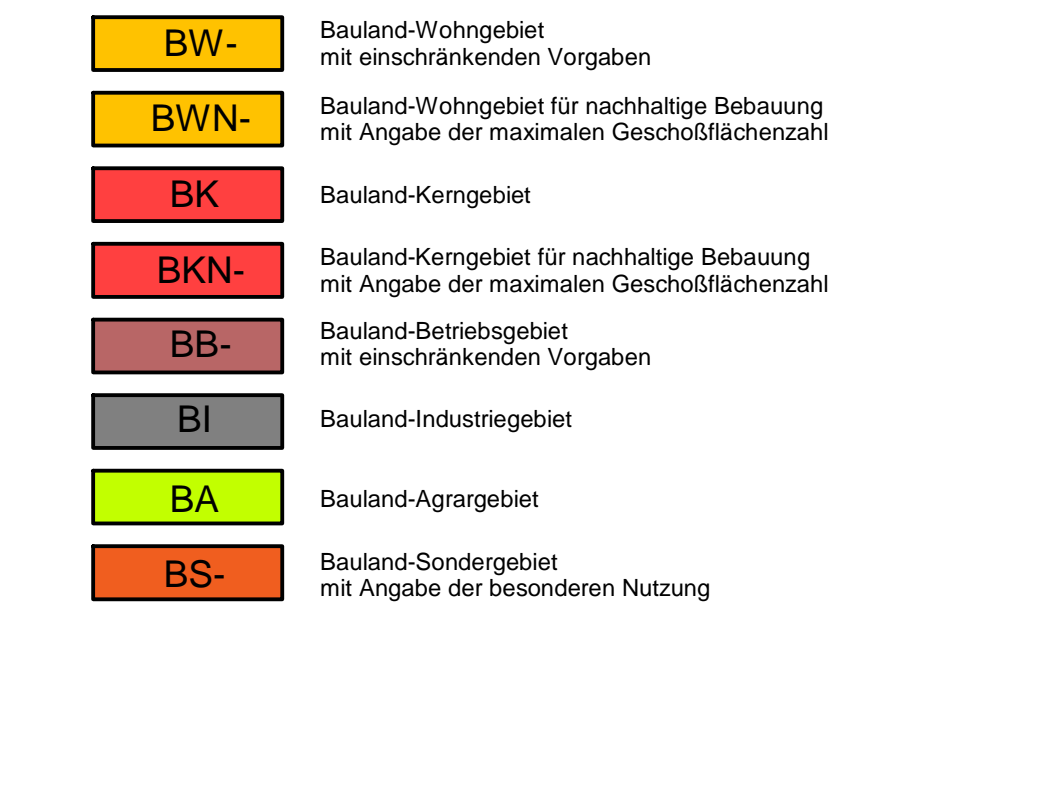 BW-
Bauland-Wohngebiet
mit einschränkenden Vorgaben
BWN-
Bauland-Wohngebiet für nachhaltige Bebauung
mit Angabe der maximalen Geschoßflächenzahl
BK
Bauland-Kerngebiet
BKN-
Bauland-Kerngebiet für nachhaltige Bebauung
mit Angabe der maximalen Geschoßflächenzahl
BB-
Bauland-Betriebsgebiet
mit einschränkenden Vorgaben
BI
Bauland-Industriegebiet
BA
Bauland-Agrargebiet
BS-
Bauland-Sondergebiet
mit Angabe der besonderen Nutzung